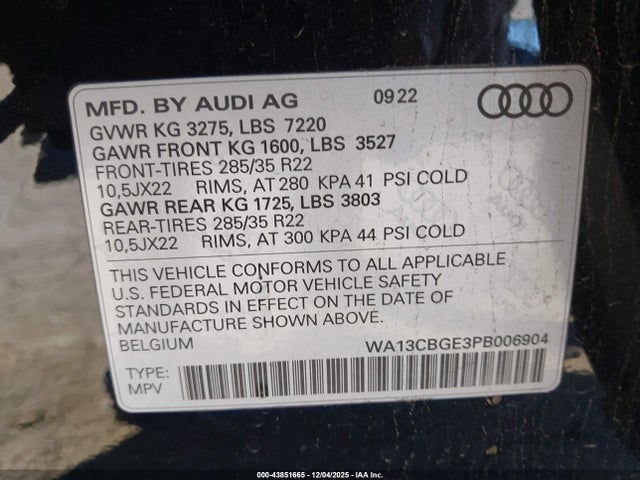 MFD. BY AUDI AG 09 22
GVWR KG 3275, LBS 7220
GAWR FRONT KG 1600, LBS 3527
FRONT-TIRES 285/35 R22
10,5JX22 RIMS, AT 280 KPA 41 PSI COLD
GAWR REAR KG 1725, LBS 3803
REAR-TIRES 285/35 R22
10,5JX22 RIMS, AT 300 KPA 44 PSI COLD
THIS VEHICLE CONFORMS TO ALL APPLICABLE
U.S. FEDERAL MOTOR VEHICLE SAFETY
STANDARDS IN EFFECT ON THE DATE OF
MANUFACTURE SHOWN ABOVE.
BELGIUM WA13CBGE3PB006904
TYPE:
MPV
000-43851665 - 12/04/2025 - IAA Inc.